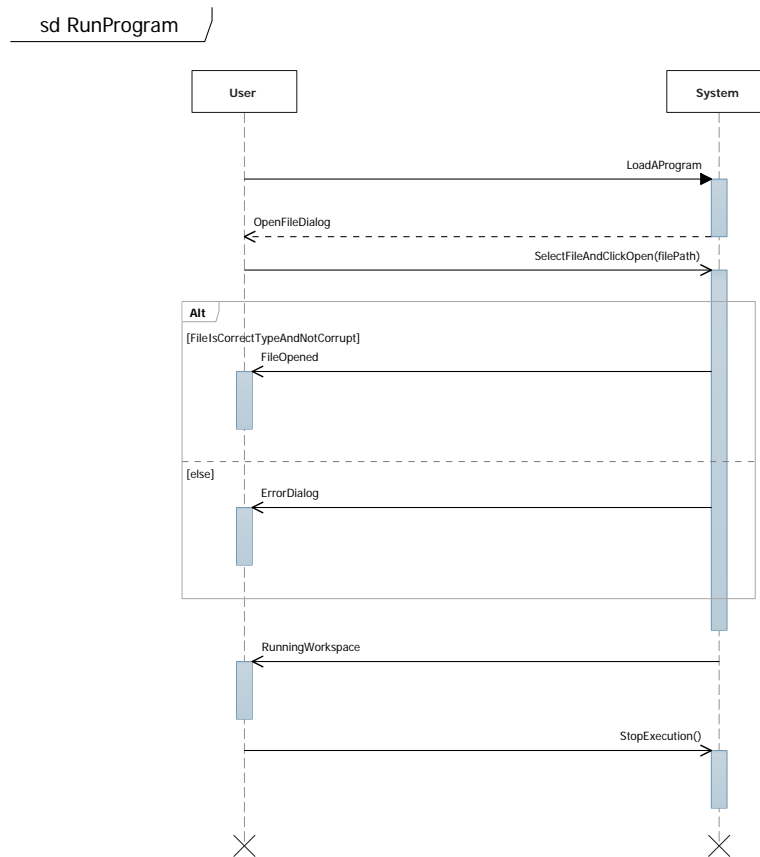 sd RunProgram
User
System
LoadAProgram
OpenFileDialog
SelectFileAndClickOpen(filePath)
Alt
[FileIsCorrectTypeAndNotCorrupt]
FileOpened
[else]
ErrorDialog
RunningWorkspace
StopExecution()